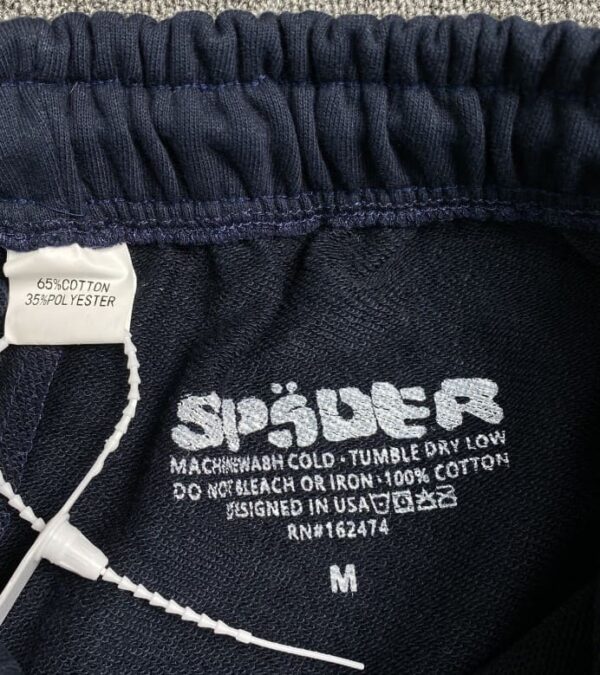 65%COTTON
35%POLYESTER
SP5DER
MACHINEWASH COLD · TUMBLE DRY LOW
DO NOT BLEACH OR IRON · 100% COTTON
DESIGNED IN USA
RN#162474
M